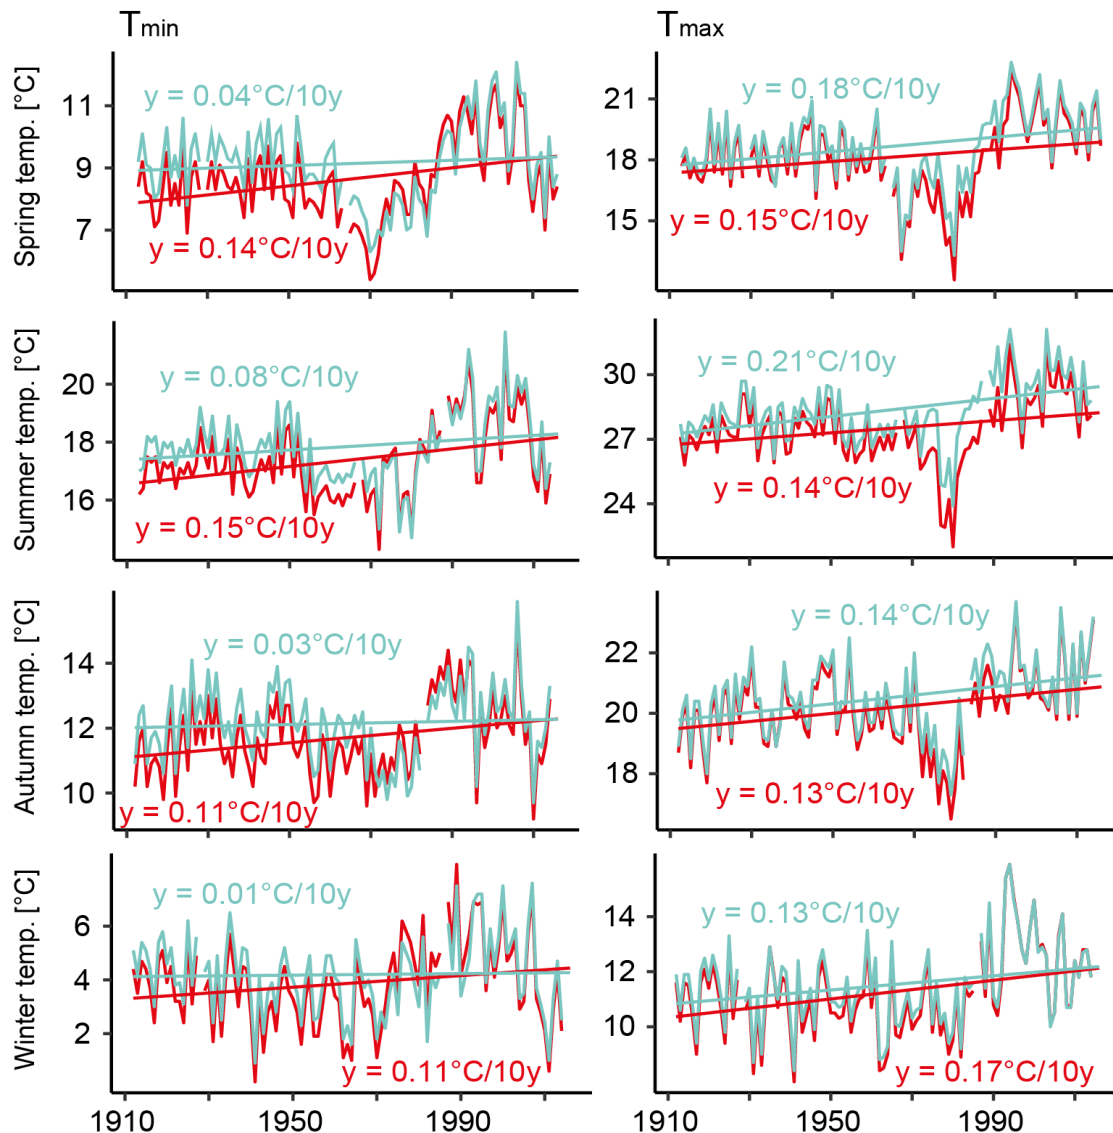 Tmin
Tmax
Spring temp. [°C]
11
9
7
y = 0.04°C/10y
y = 0.14°C/10y
21
18
15
y = 0.18°C/10y
y = 0.15°C/10y
Summer temp. [°C]
20
18
16
y = 0.08°C/10y
y = 0.15°C/10y
30
27
24
y = 0.21°C/10y
y = 0.14°C/10y
Autumn temp. [°C]
14
12
10
y = 0.03°C/10y
y = 0.11°C/10y
22
20
18
y = 0.14°C/10y
y = 0.13°C/10y
Winter temp. [°C]
6
4
2
y = 0.01°C/10y
y = 0.11°C/10y
14
12
10
y = 0.13°C/10y
y = 0.17°C/10y
1910 1950 1990
1910 1950 1990